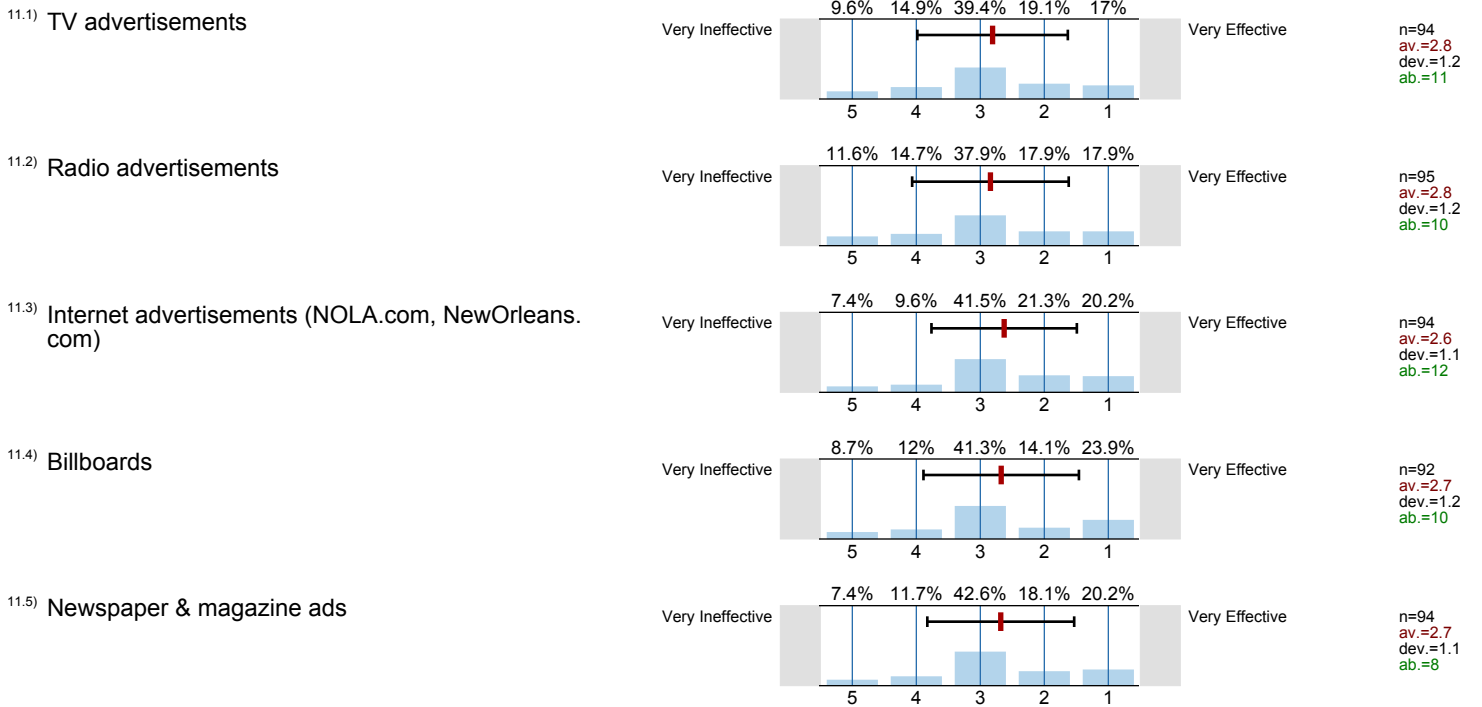 11.1) TV advertisements
Very Ineffective
9.6% 14.9% 39.4% 19.1% 17%
5 4 3 2 1
Very Effective
n=94
av.=2.8
dev.=1.2
ab.=11
11.2) Radio advertisements
Very Ineffective
11.6% 14.7% 37.9% 17.9% 17.9%
5 4 3 2 1
Very Effective
n=95
av.=2.8
dev.=1.2
ab.=10
11.3) Internet advertisements (NOLA.com, NewOrleans.
com)
Very Ineffective
7.4% 9.6% 41.5% 21.3% 20.2%
5 4 3 2 1
Very Effective
n=94
av.=2.6
dev.=1.1
ab.=12
11.4) Billboards
Very Ineffective
8.7% 12% 41.3% 14.1% 23.9%
5 4 3 2 1
Very Effective
n=92
av.=2.7
dev.=1.2
ab.=10
11.5) Newspaper & magazine ads
Very Ineffective
7.4% 11.7% 42.6% 18.1% 20.2%
5 4 3 2 1
Very Effective
n=94
av.=2.7
dev.=1.1
ab.=8